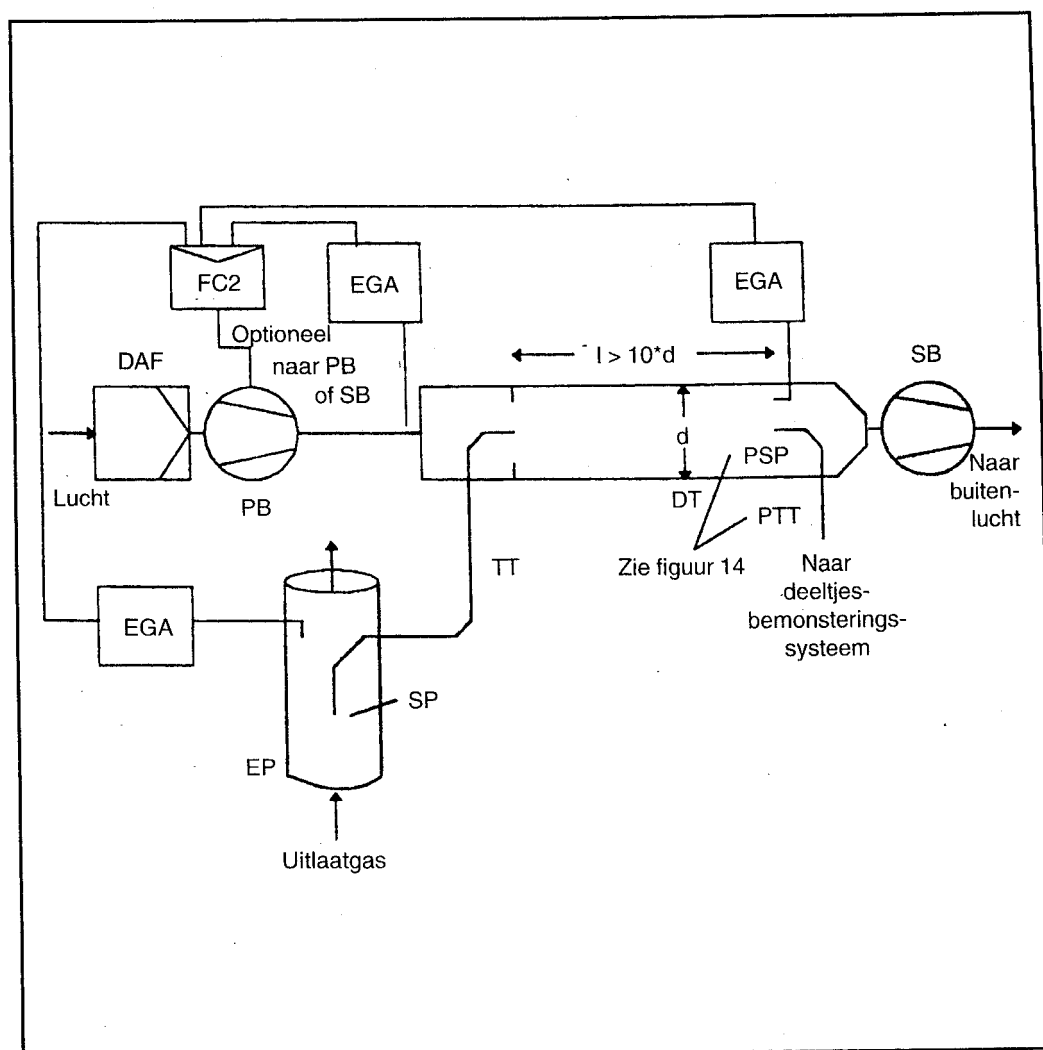 FC2
EGA
EGA
Optioneel
naar PB
of SB
DAF
l > 10*d
SB
d
PSP
Lucht
PB
DT
PTT
Naar
buiten-
lucht
TT
Zie figuur 14
Naar
deeltjes-
bemonsterings-
systeem
EGA
SP
EP
Uitlaatgas